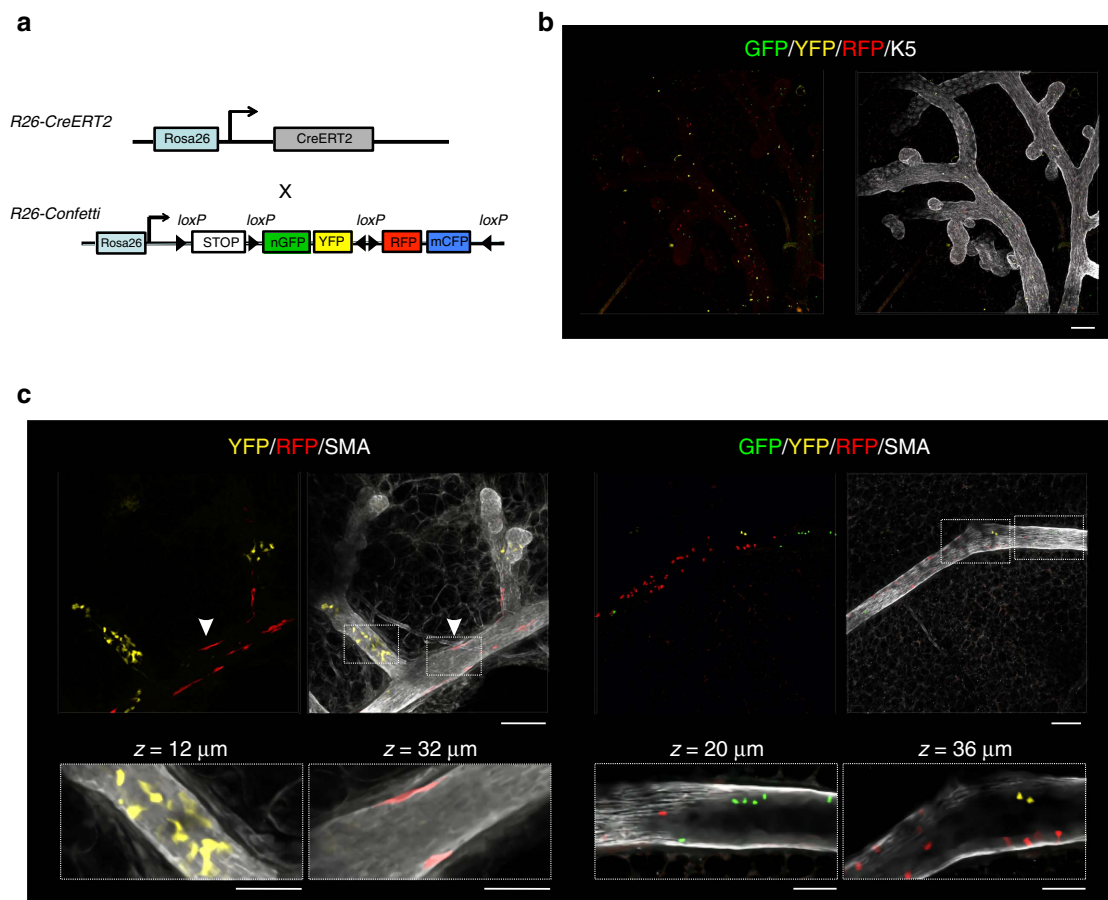 a
R26-CreERT2
Rosa26
CreERT2
X
R26-Confetti
loxP
loxP
loxP
loxP
Rosa26
STOP
nGFP
YFP
RFP
mCFP
b
GFP/YFP/RFP/K5
c
YFP/RFP/SMA
GFP/YFP/RFP/SMA
z = 12 μm
z = 32 μm
z = 20 μm
z = 36 μm